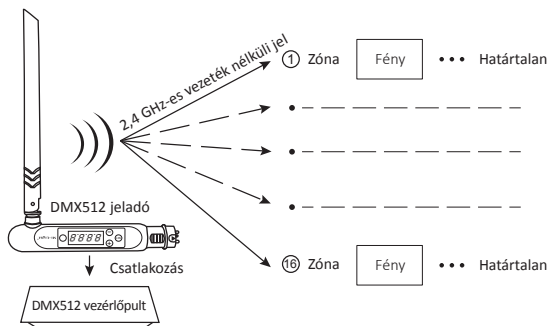 2,4 GHz-es vezeték nélküli jel
1 Zóna Fény ••• Határtalan
DMX512 jeladó
8888
Csatlakozás
16 Zóna Fény ••• Határtalan
DMX512 vezérlőpult